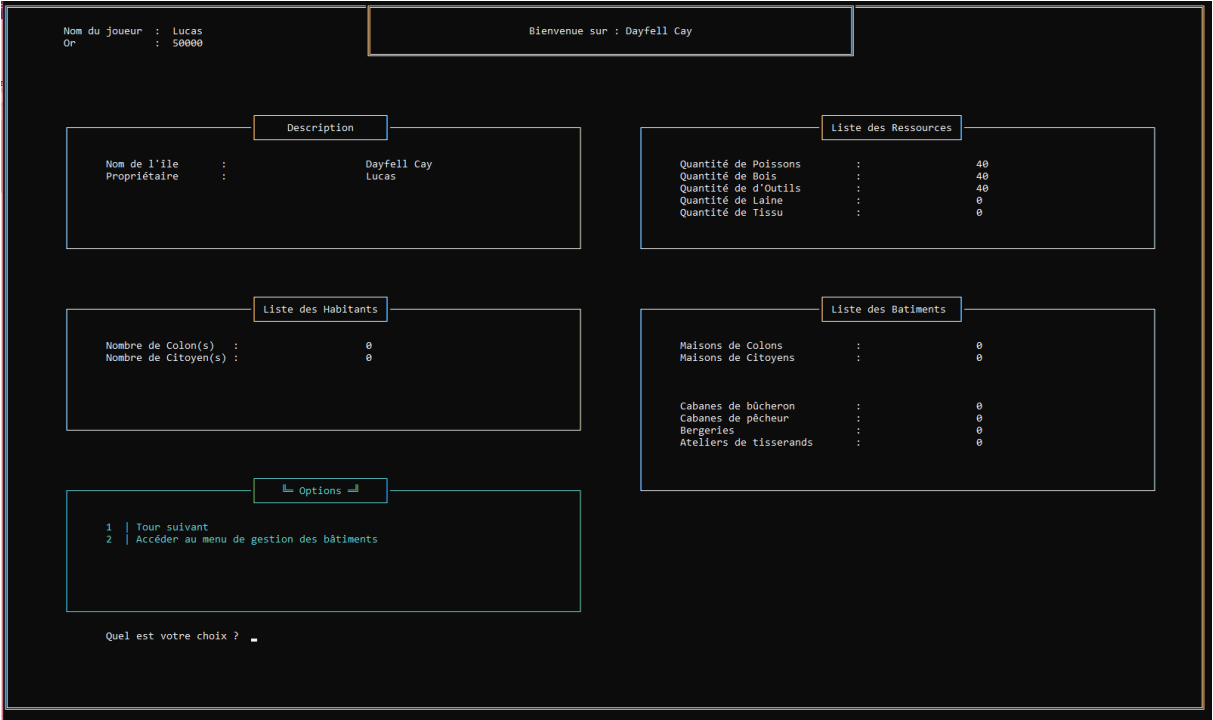 Nom du joueur : Lucas
Or : 50000
Bienvenue sur : Dayfell Cay
Description
Nom de l'île : Dayfell Cay
Propriétaire : Lucas
Liste des Ressources
Quantité de Poissons : 40
Quantité de Bois : 40
Quantité de d'Outils : 40
Quantité de Laine : 0
Quantité de Tissu : 0
Liste des Habitants
Nombre de Colon(s) : 0
Nombre de Citoyen(s) : 0
Liste des Batiments
Maisons de Colons : 0
Maisons de Citoyens : 0
Cabanes de bûcheron : 0
Cabanes de pêcheur : 0
Bergeries : 0
Ateliers de tisserands : 0
╚═ Options ═╝
1 | Tour suivant
2 | Accéder au menu de gestion des bâtiments
Quel est votre choix ? _